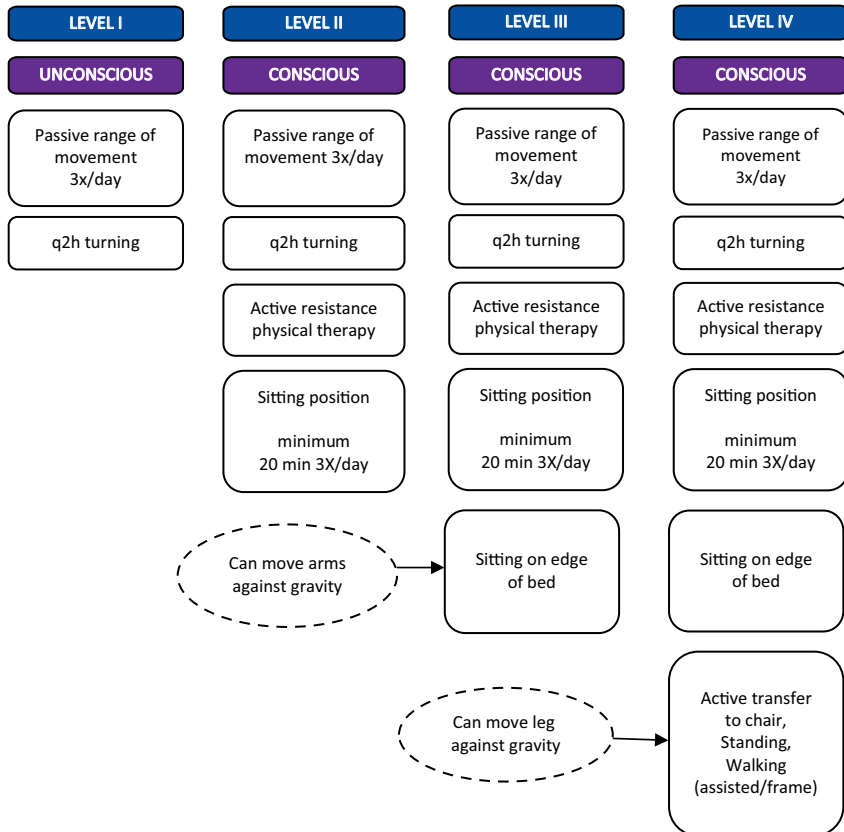 LEVEL I
UNCONSCIOUS
Passive range of
movement
3x/day
q2h turning
LEVEL II
CONSCIOUS
Passive range of
movement 3x/day
q2h turning
Active resistance
physical therapy
Sitting position
minimum
20 min 3X/day
Can move arms
against gravity
LEVEL III
CONSCIOUS
Passive range of
movement
3x/day
q2h turning
Active resistance
physical therapy
Sitting position
minimum
20 min 3X/day
Sitting on edge
of bed
Can move leg
against gravity
LEVEL IV
CONSCIOUS
Passive range of
movement
3x/day
q2h turning
Active resistance
physical therapy
Sitting position
minimum
20 min 3X/day
Sitting on edge
of bed
Active transfer
to chair,
Standing,
Walking
(assisted/frame)